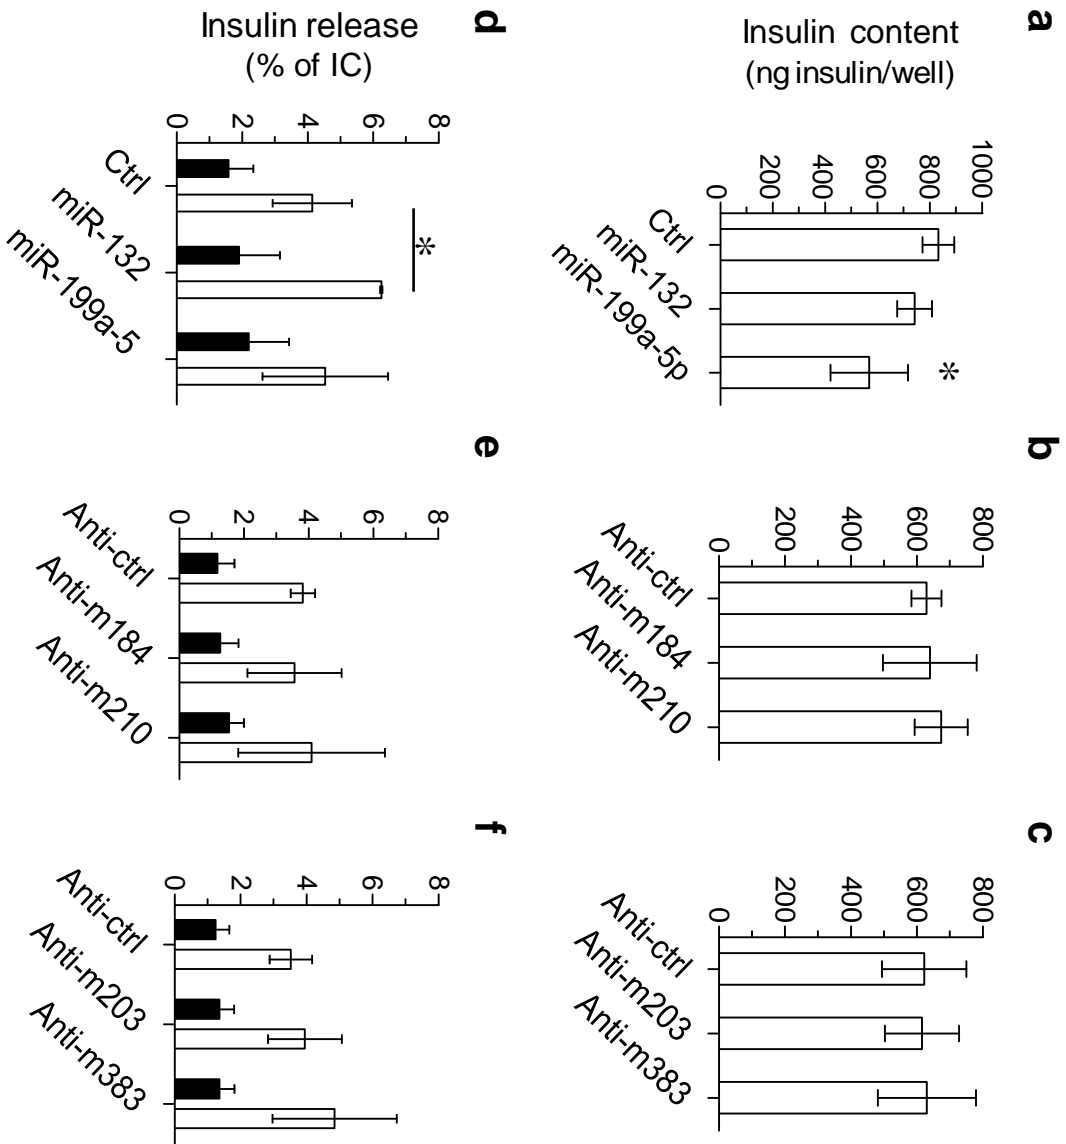 a
Insulin content
(ng insulin/well)
1000
800
600
400
200
0
Ctrl
miR-132
miR-199a-5p
*
b
800
600
400
200
0
Anti-ctrl
Anti-m184
Anti-m210
c
800
600
400
200
0
Anti-ctrl
Anti-m203
Anti-m383
d
Insulin release
(% of IC)
8
6
4
2
0
Ctrl
miR-132
miR-199a-5
*
e
8
6
4
2
0
Anti-ctrl
Anti-m184
Anti-m210
f
8
6
4
2
0
Anti-ctrl
Anti-m203
Anti-m383